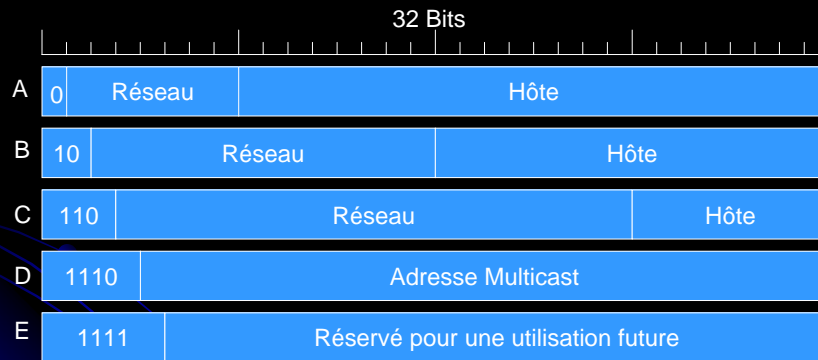 32 Bits
A 0 Réseau Hôte
B 10 Réseau Hôte
C 110 Réseau Hôte
D 1110 Adresse Multicast
E 1111 Réservé pour une utilisation future